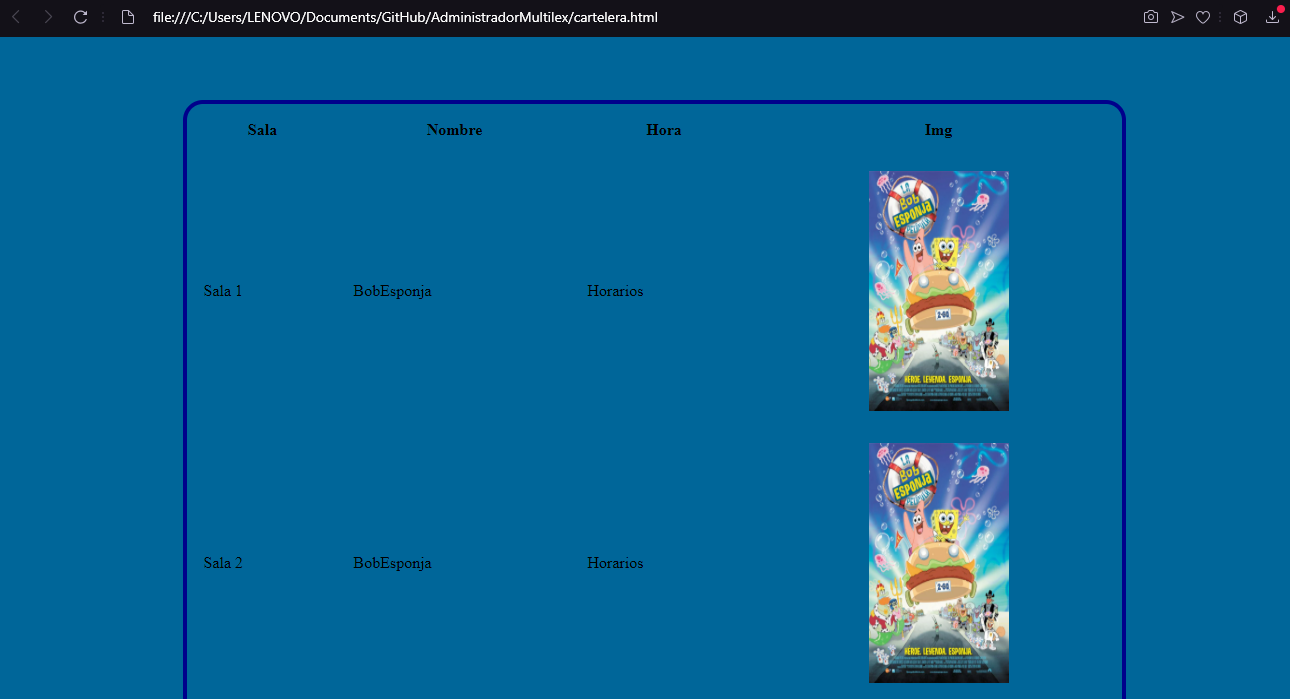 file:///C:/Users/LENOVO/Documents/GitHub/AdministradorMultilex/cartelera.html
Sala Nombre Hora Img
LA
BOB
ESPONJA
Sala 1 BobEsponja Horarios
HEROE. LEYENDA. ESPONJA.
LA
BOB
ESPONJA
Sala 2 BobEsponja Horarios
HEROE. LEYENDA. ESPONJA.